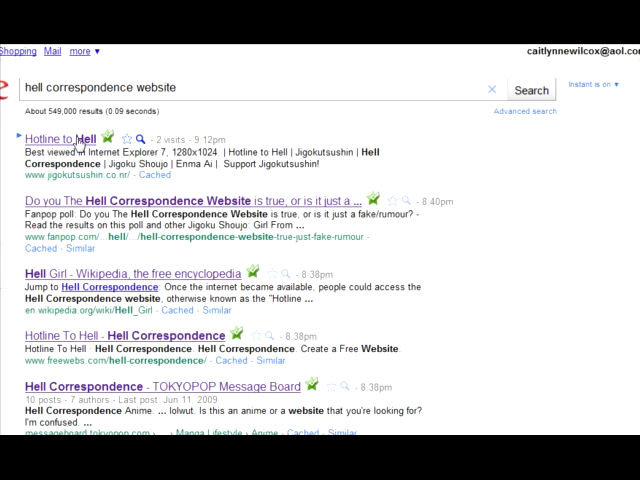 Shopping Mail more ▼
caitlynnewilcox@aol.co
hell correspondence website
Search
Instant is on ▼
About 549,000 results (0.09 seconds)
Advanced search
Hotline to Hell - 2 visits - 9:12pm
Best viewed in Internet Explorer 7, 1280x1024 | Hotline to Hell | Jigokutsushin | Hell
Correspondence | Jigoku Shoujo | Enma Ai |. Support Jigokutsushin!
www.jigokutsushin.co.nr/ - Cached
Do you The Hell Correspondence Website is true, or is it just a ... - 8:40pm
Fanpop poll: Do you The Hell Correspondence Website is true, or is it just a fake/rumour? -
Read the results on this poll and other Jigoku Shoujo: Girl From ...
www.fanpop.com/... hell/.../hell-correspondence-website-true-just-fake-rumour -
Cached - Similar
Hell Girl - Wikipedia, the free encyclopedia - 8:38pm
Jump to Hell Correspondence: Once the internet became available, people could access the
Hell Correspondence website, otherwise known as the "Hotline ...
en.wikipedia.org/wiki/Hell_Girl - Cached - Similar
Hotline To Hell - Hell Correspondence - 8:38pm
Hotline To Hell Hell Correspondence. Hell Correspondence. Create a Free Website.
www.freewebs.com/hell-correspondence/ - Cached - Similar
Hell Correspondence - TOKYOPOP Message Board - 8:38pm
10 posts - 7 authors - Last post: Jun 11, 2009
Hell Correspondence Anime. ... lolwut. Is this an anime or a website that you're looking for?
I'm confused. ...
messageboard.tokyopop.com › ... › Manga Lifestyle › Anime - Cached - Similar